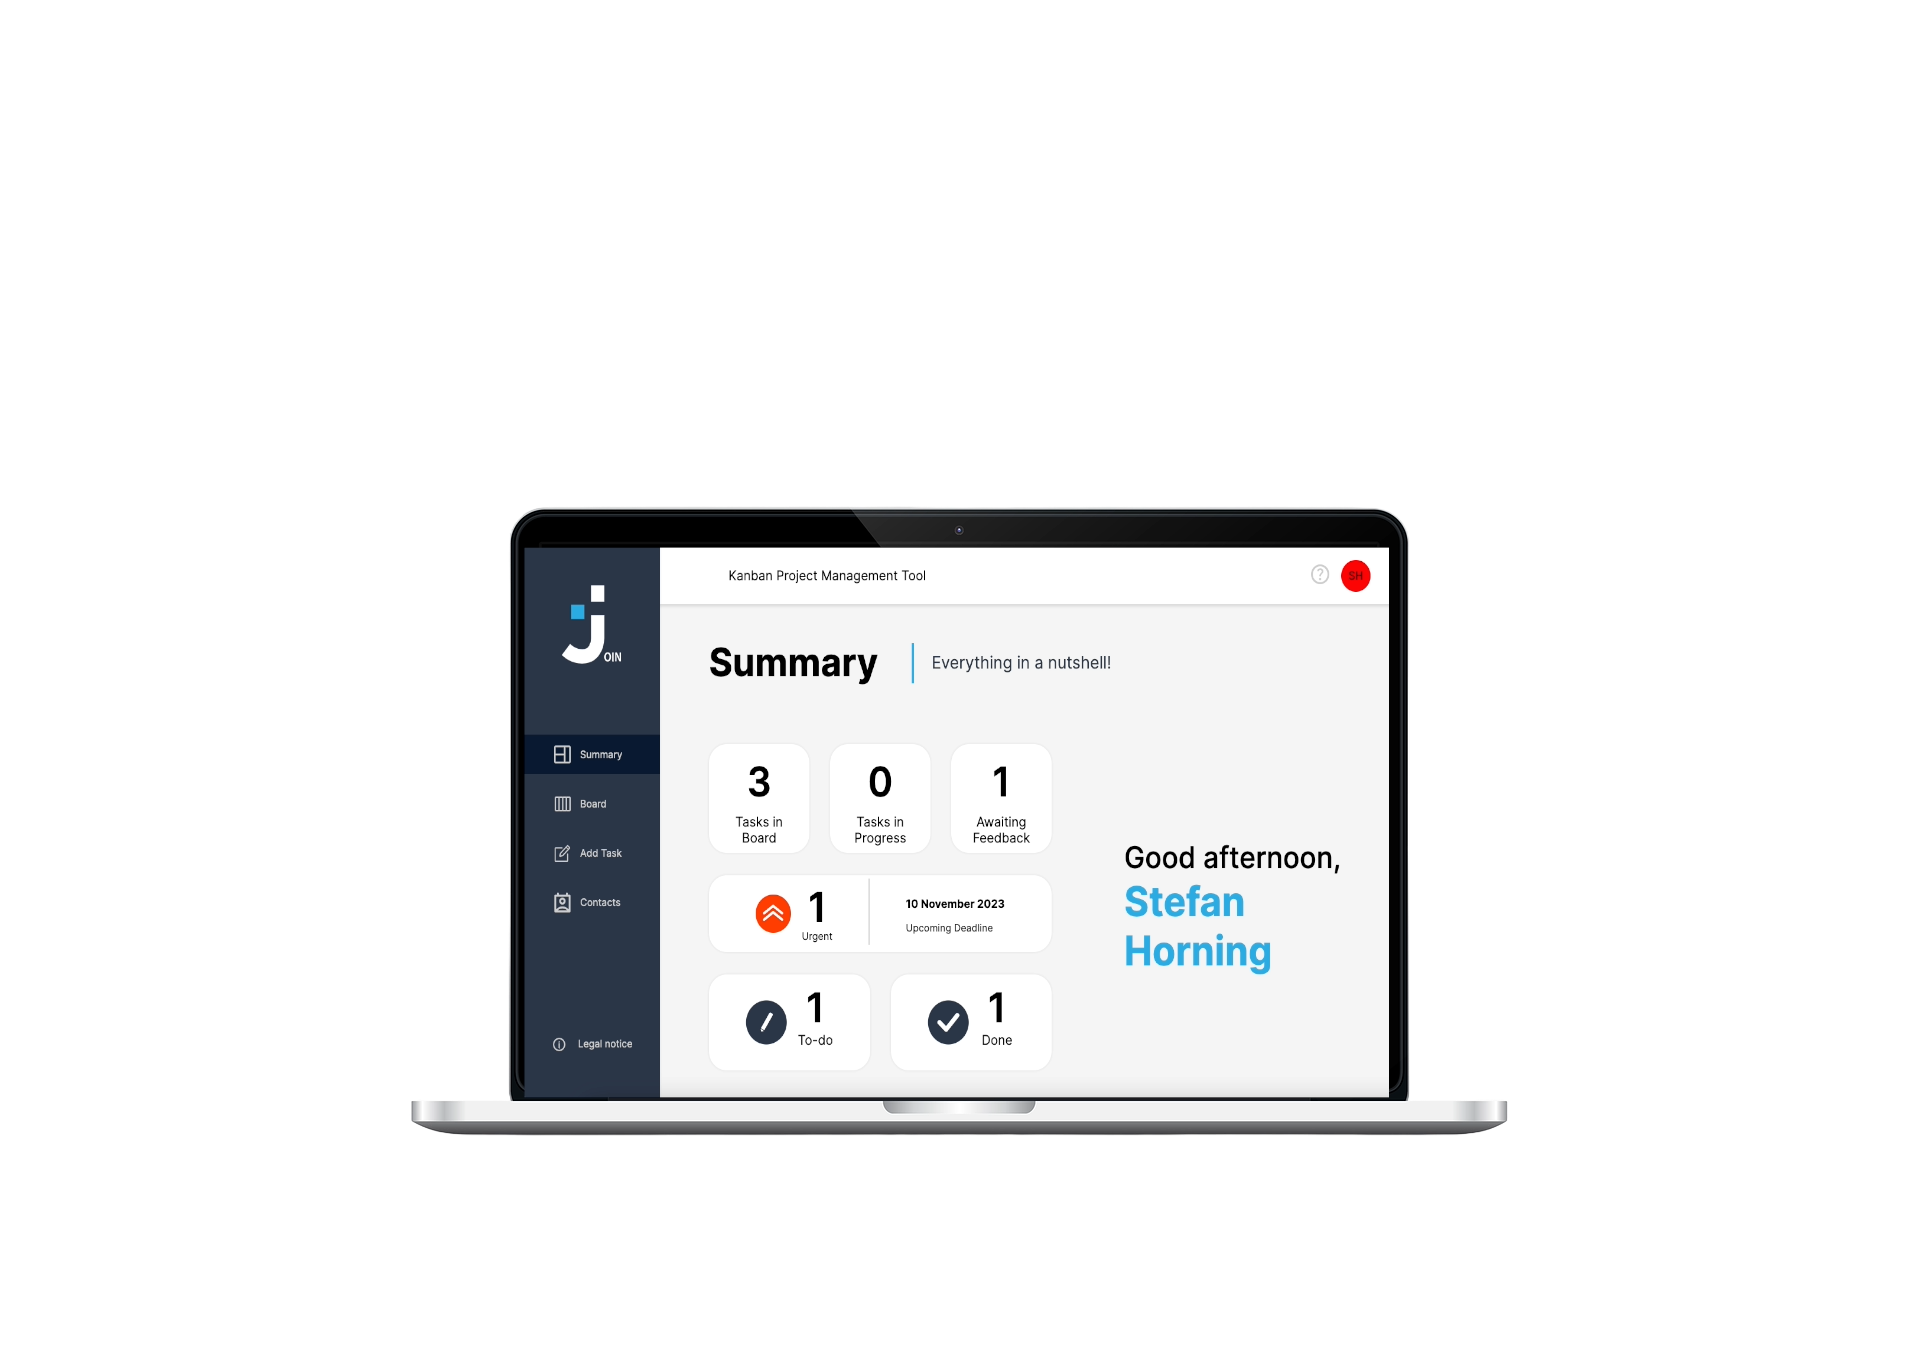 Kanban Project Management Tool
?
SH
JOIN
Summary
Everything in a nutshell!
Summary
Board
Add Task
Contacts
Legal notice
3
Tasks in
Board
0
Tasks in
Progress
1
Awaiting
Feedback
1
Urgent
10 November 2023
Upcoming Deadline
1
To-do
1
Done
Good afternoon,
Stefan
Horning